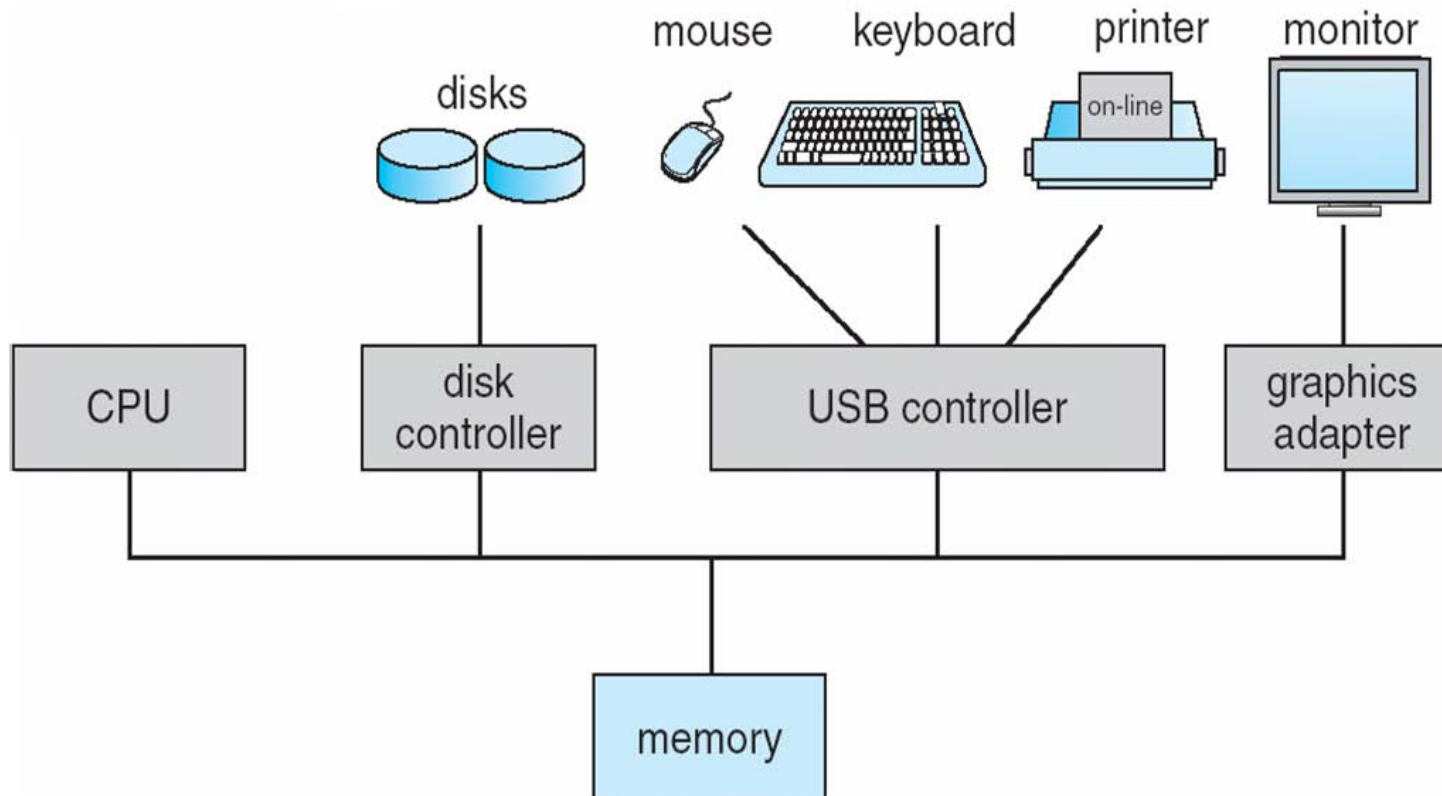 mouse
keyboard
printer
monitor
disks
on-line
CPU
disk
controller
USB controller
graphics
adapter
memory